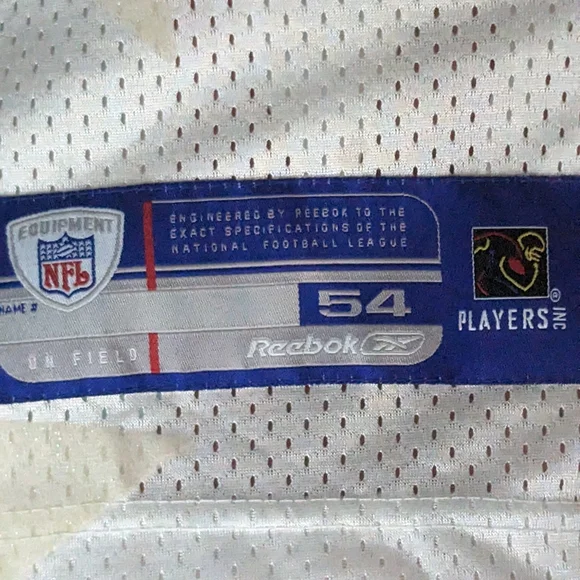 EQUIPMENT
NFL
ENGINEERED BY REEBOK TO THE
EXACT SPECIFICATIONS OF THE
NATIONAL FOOTBALL LEAGUE
NAME #
54
ON FIELD
Reebok
PLAYERS INC
®